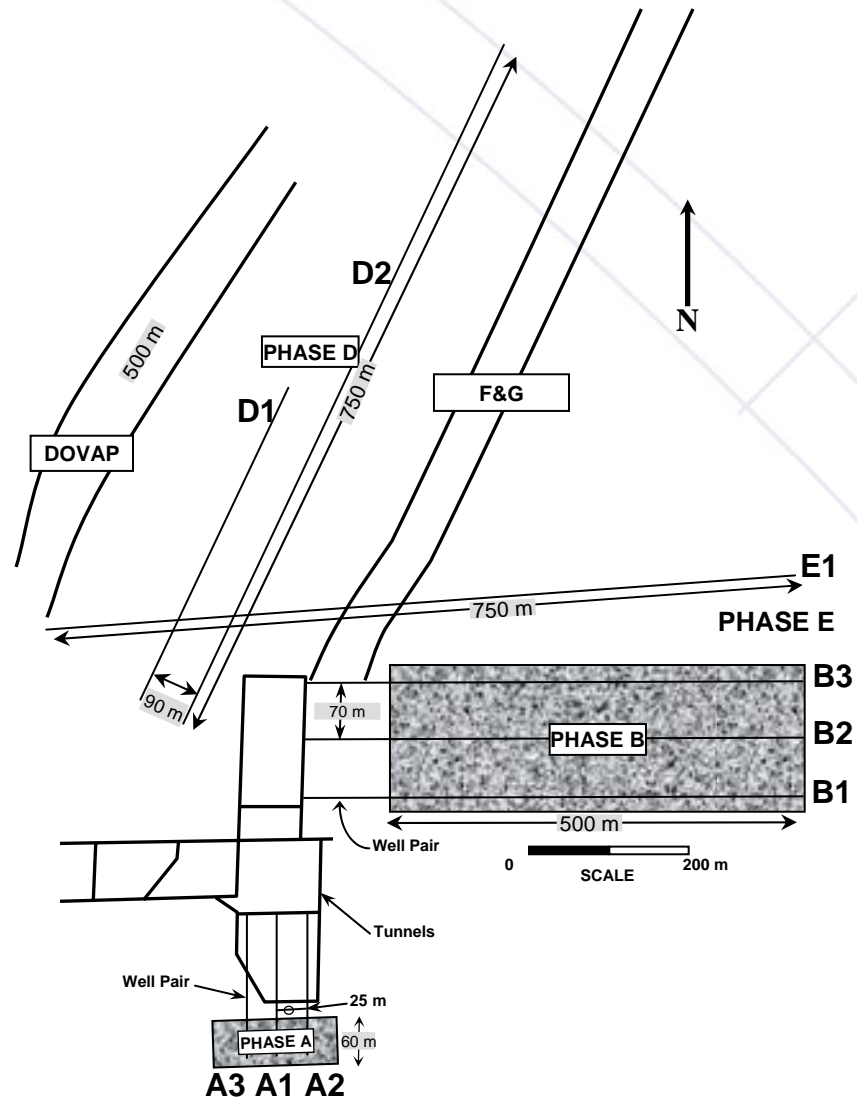 D2
PHASE D
500 m
750 m
N
F&G
D1
DOVAP
E1
750 m
PHASE E
90 m
B3
70 m
PHASE B
B2
B1
500 m
Well Pair
0
200 m
SCALE
Tunnels
Well Pair
25 m
PHASE A
60 m
A3 A1 A2